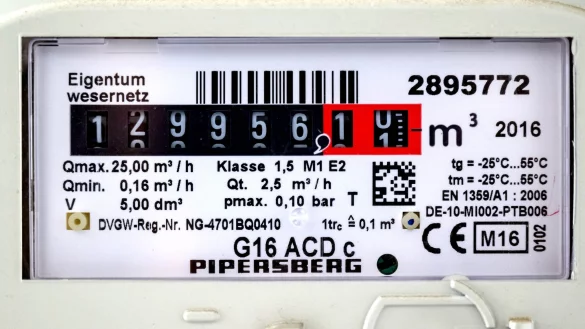 Eigentum
wesernetz
2895772
1 2 9 9 5 6 , 1 0 m³ 2016
Qmax. 25,00 m³ / h Klasse 1,5 M1 E2 tg = -25°C...55°C
Qmin. 0,16 m³ / h Qt. 2,5 m³ / h tm = -25°C...55°C
V 5,00 dm³ pmax. 0,10 bar T EN 1359/A1 : 2006
DVGW-Reg.-Nr. NG-4701BQ0410 1trc ≙ 0,1 m³ DE-10-MI002-PTB006
G16 ACD c CE M16 0102
PIPERSBERG